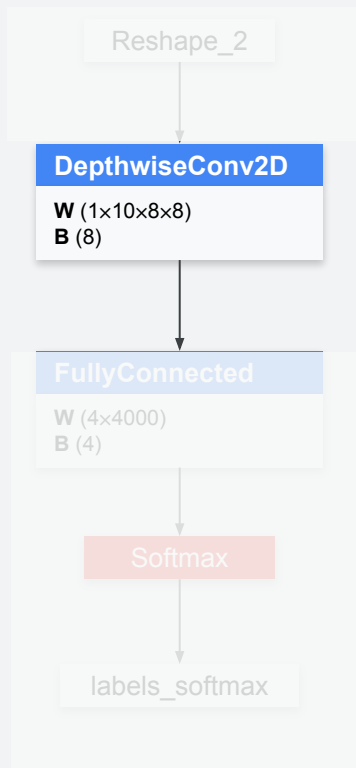 Reshape_2
DepthwiseConv2D
W (1×10×8×8)
B (8)
FullyConnected
W (4×4000)
B (4)
Softmax
labels_softmax